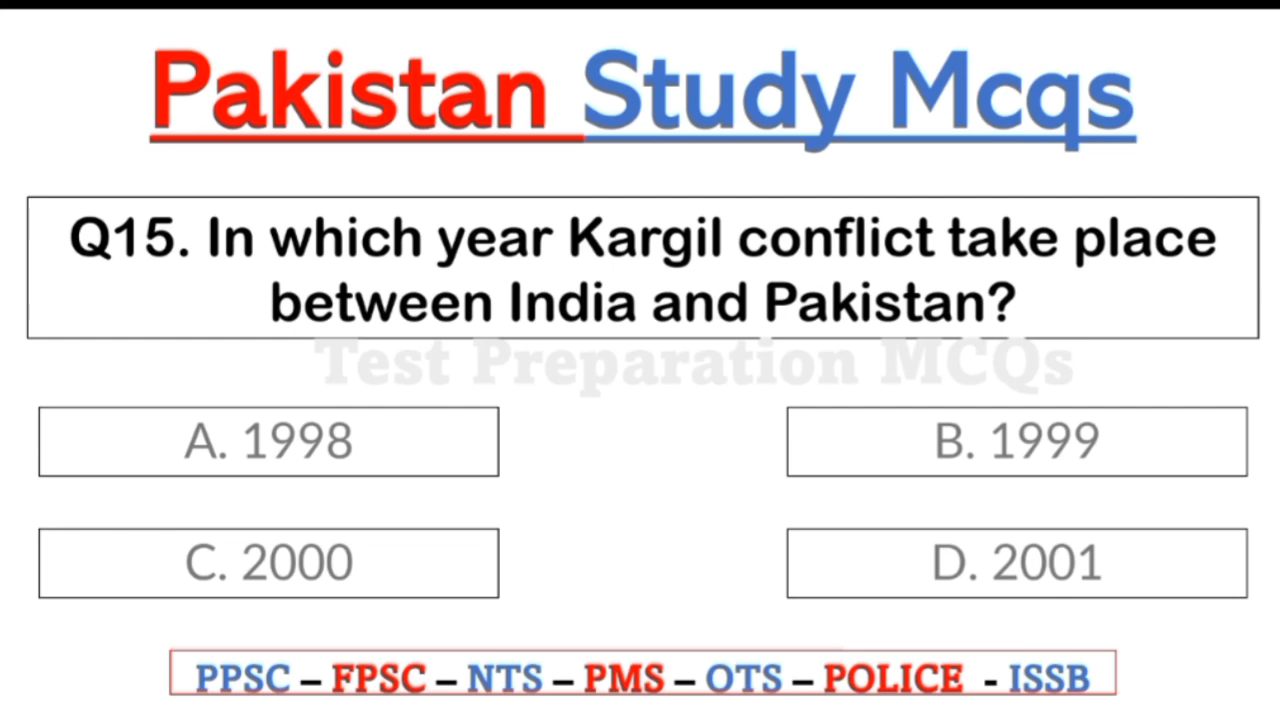 Pakistan Study Mcqs
Q15. In which year Kargil conflict take place
between India and Pakistan?
Test Preparation MCQs
A. 1998
B. 1999
C. 2000
D. 2001
PPSC – FPSC – NTS – PMS – OTS – POLICE - ISSB